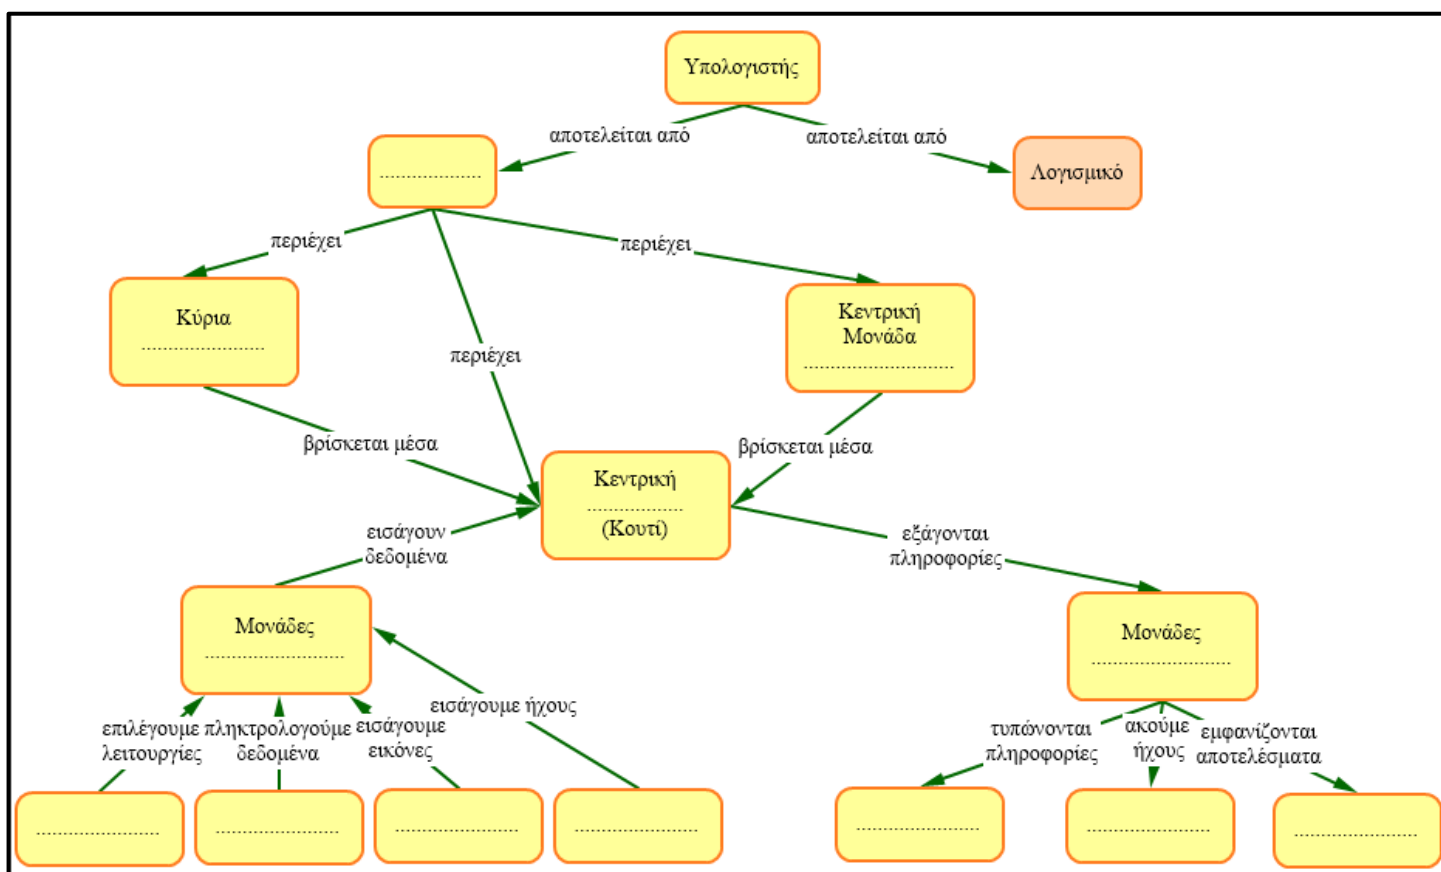 Υπολογιστής
αποτελείται από
αποτελείται από
....................
Λογισμικό
περιέχει
περιέχει
Κύρια
........................
Κεντρική
Μονάδα
.............................
περιέχει
βρίσκεται μέσα
βρίσκεται μέσα
Κεντρική
...................
(Κουτί)
εισάγουν
δεδομένα
εξάγονται
πληροφορίες
Μονάδες
...........................
Μονάδες
...........................
επιλέγουμε
λειτουργίες
πληκτρολογούμε
δεδομένα
εισάγουμε
εικόνες
εισάγουμε ήχους
τυπώνονται
πληροφορίες
ακούμε
ήχους
εμφανίζονται
αποτελέσματα
........................
........................
........................
........................
........................
........................
........................